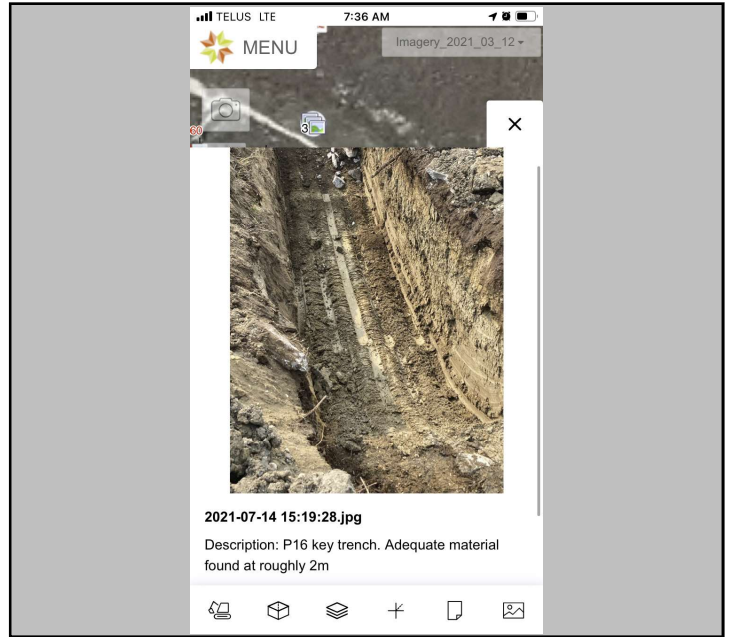 TELUS LTE 7:36 AM
MENU
Imagery_2021_03_12
60
3
2021-07-14 15:19:28.jpg
Description: P16 key trench. Adequate material
found at roughly 2m